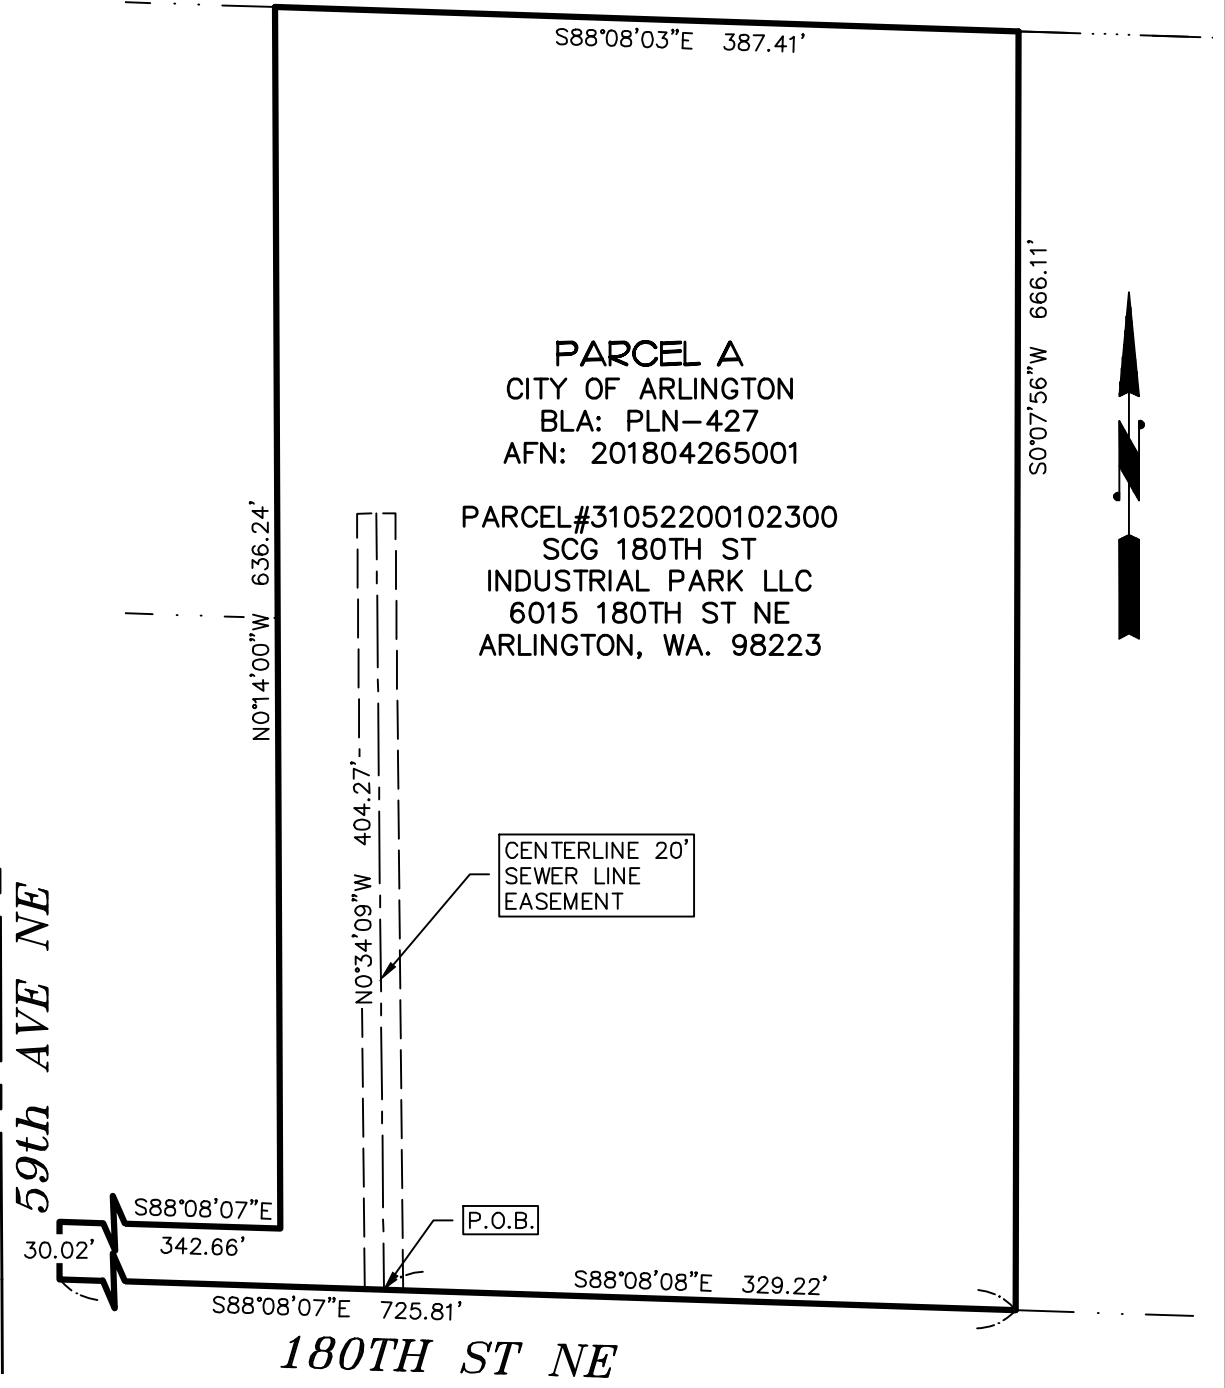 S88°08'03"E 387.41'
S0°07'56"W 666.11'
PARCEL A
CITY OF ARLINGTON
BLA: PLN-427
AFN: 201804265001
PARCEL#31052200102300
SCG 180TH ST
INDUSTRIAL PARK LLC
6015 180TH ST NE
ARLINGTON, WA. 98223
N
N0°14'00"W 636.24'
N0°34'09"W 404.27'
CENTERLINE 20'
SEWER LINE
EASEMENT
59th AVE NE
S88°08'07"E
342.66'
30.02'
P.O.B.
S88°08'08"E 329.22'
S88°08'07"E 725.81'
180TH ST NE